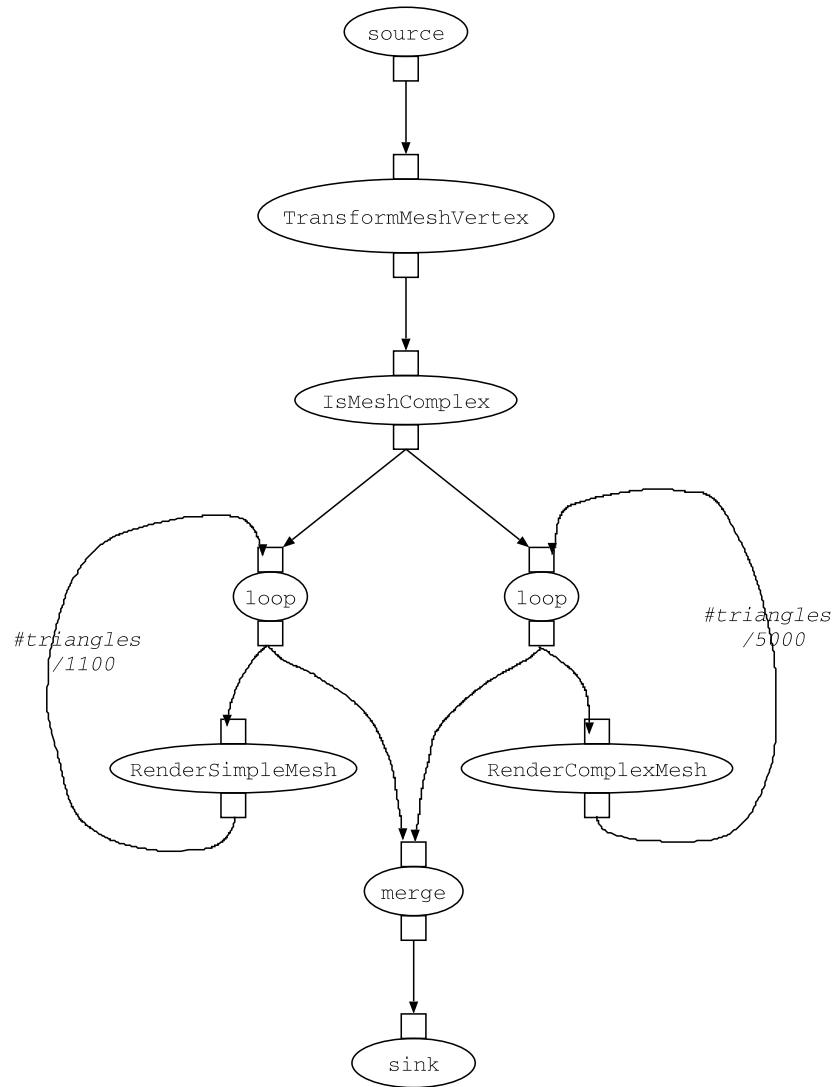 source
TransformMeshVertex
IsMeshComplex
loop
loop
#triangles
/1100
#triangles
/5000
RenderSimpleMesh
RenderComplexMesh
merge
sink